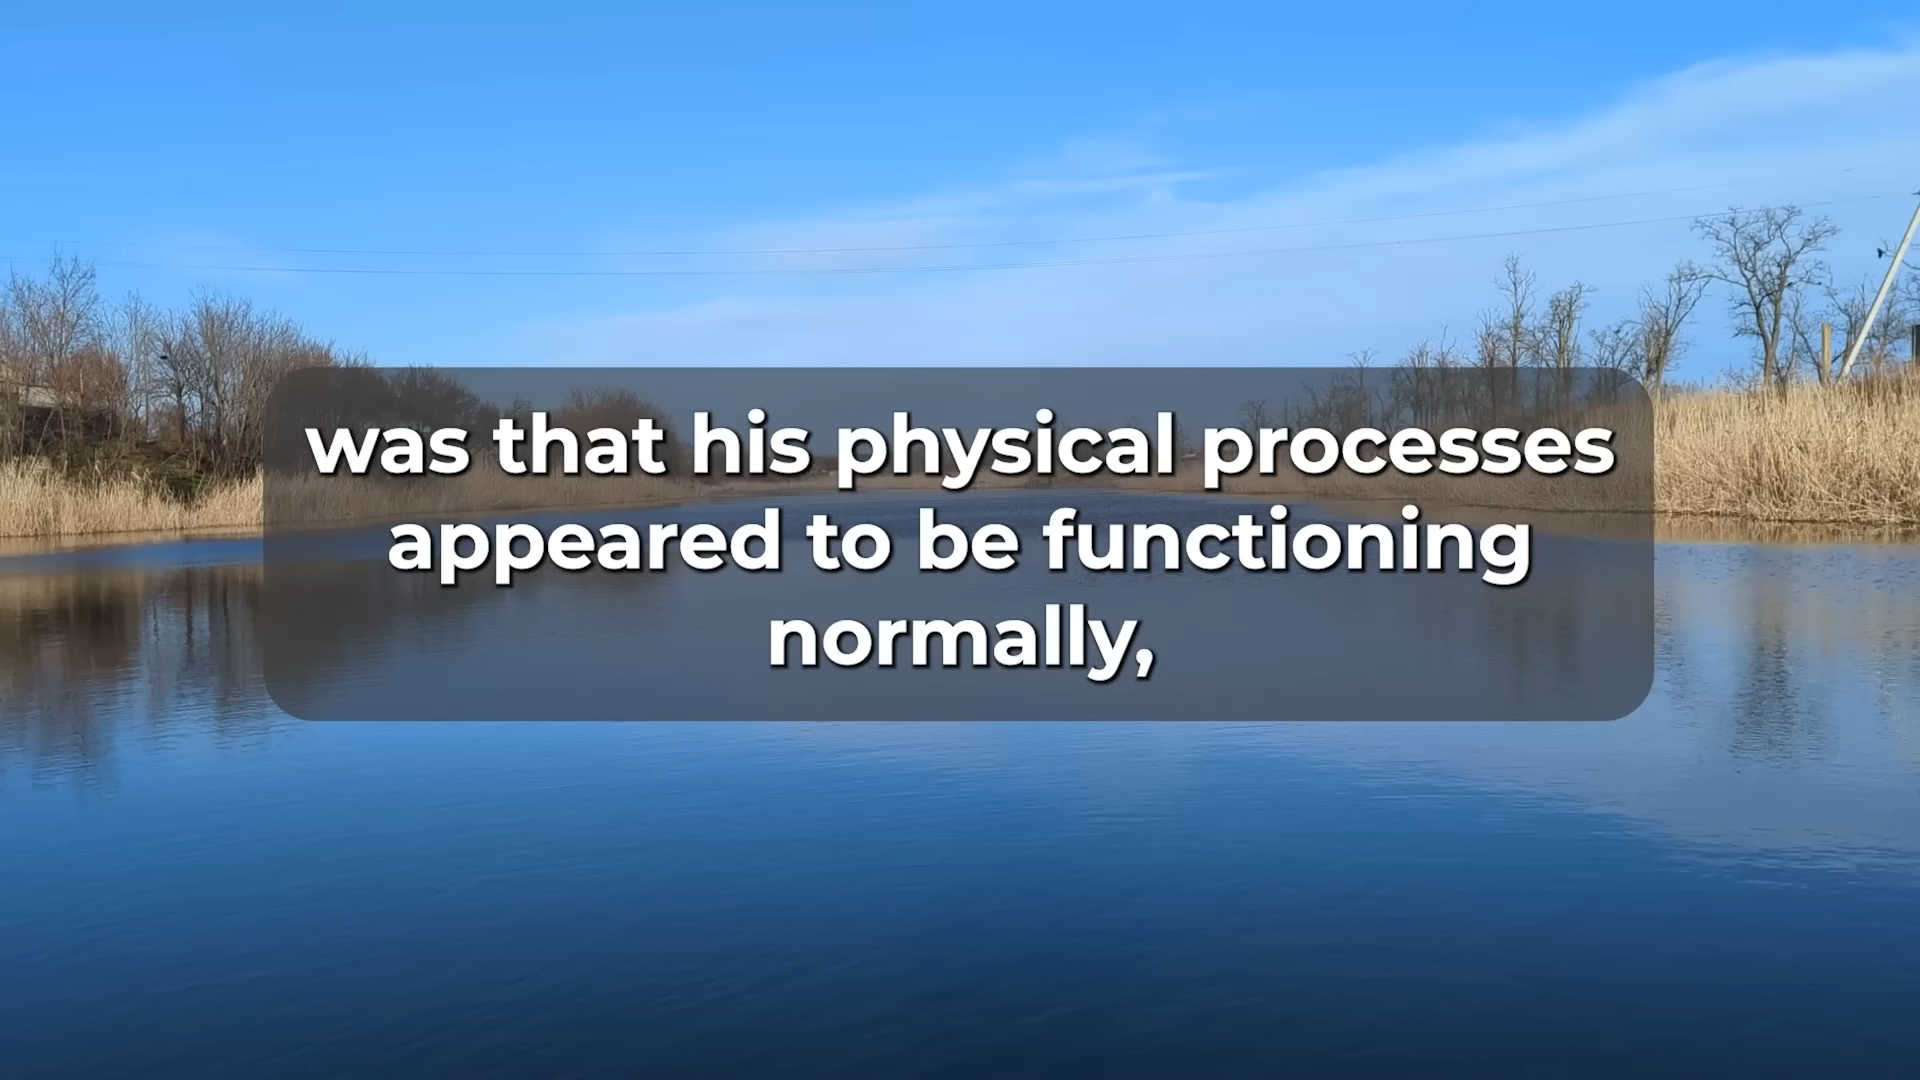 was that his physical processes
appeared to be functioning
normally,